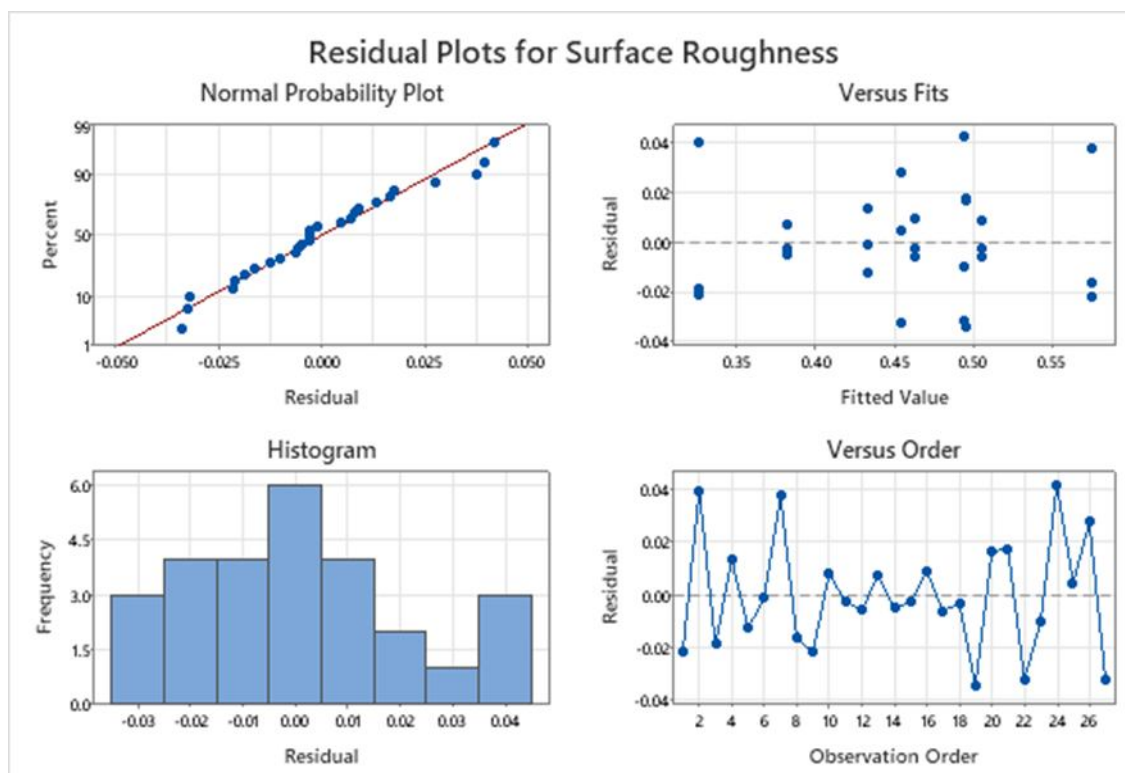 Residual Plots for Surface Roughness
Normal Probability Plot
99
90
50
10
1
Percent
-0.050 -0.025 0.000 0.025 0.050
Residual
Versus Fits
0.04
0.02
0.00
-0.02
-0.04
Residual
0.35 0.40 0.45 0.50 0.55
Fitted Value
Histogram
6.0
4.5
3.0
1.5
0.0
Frequency
-0.03 -0.02 -0.01 0.00 0.01 0.02 0.03 0.04
Residual
Versus Order
0.04
0.02
0.00
-0.02
-0.04
Residual
2 4 6 8 10 12 14 16 18 20 22 24 26
Observation Order